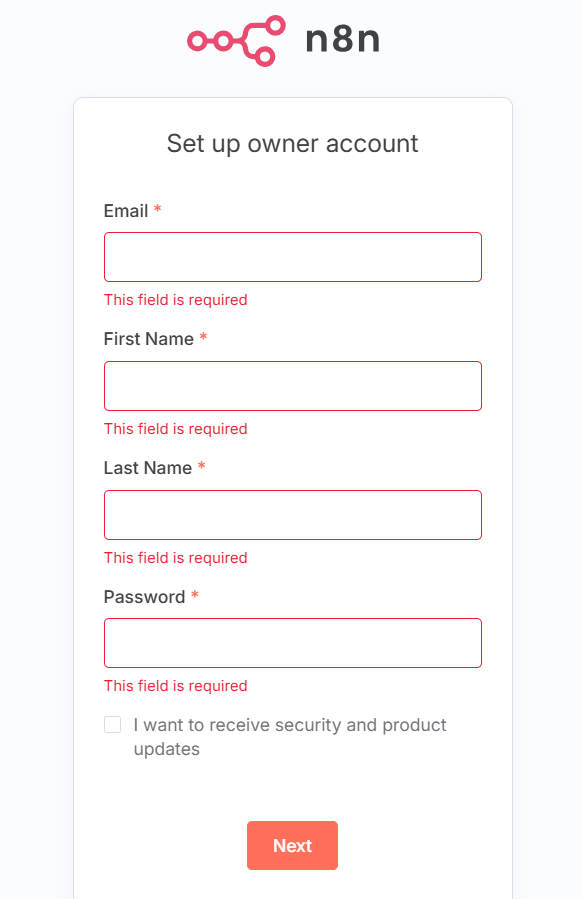 n8n
Set up owner account
Email *
This field is required
First Name *
This field is required
Last Name *
This field is required
Password *
This field is required
I want to receive security and product
updates
Next